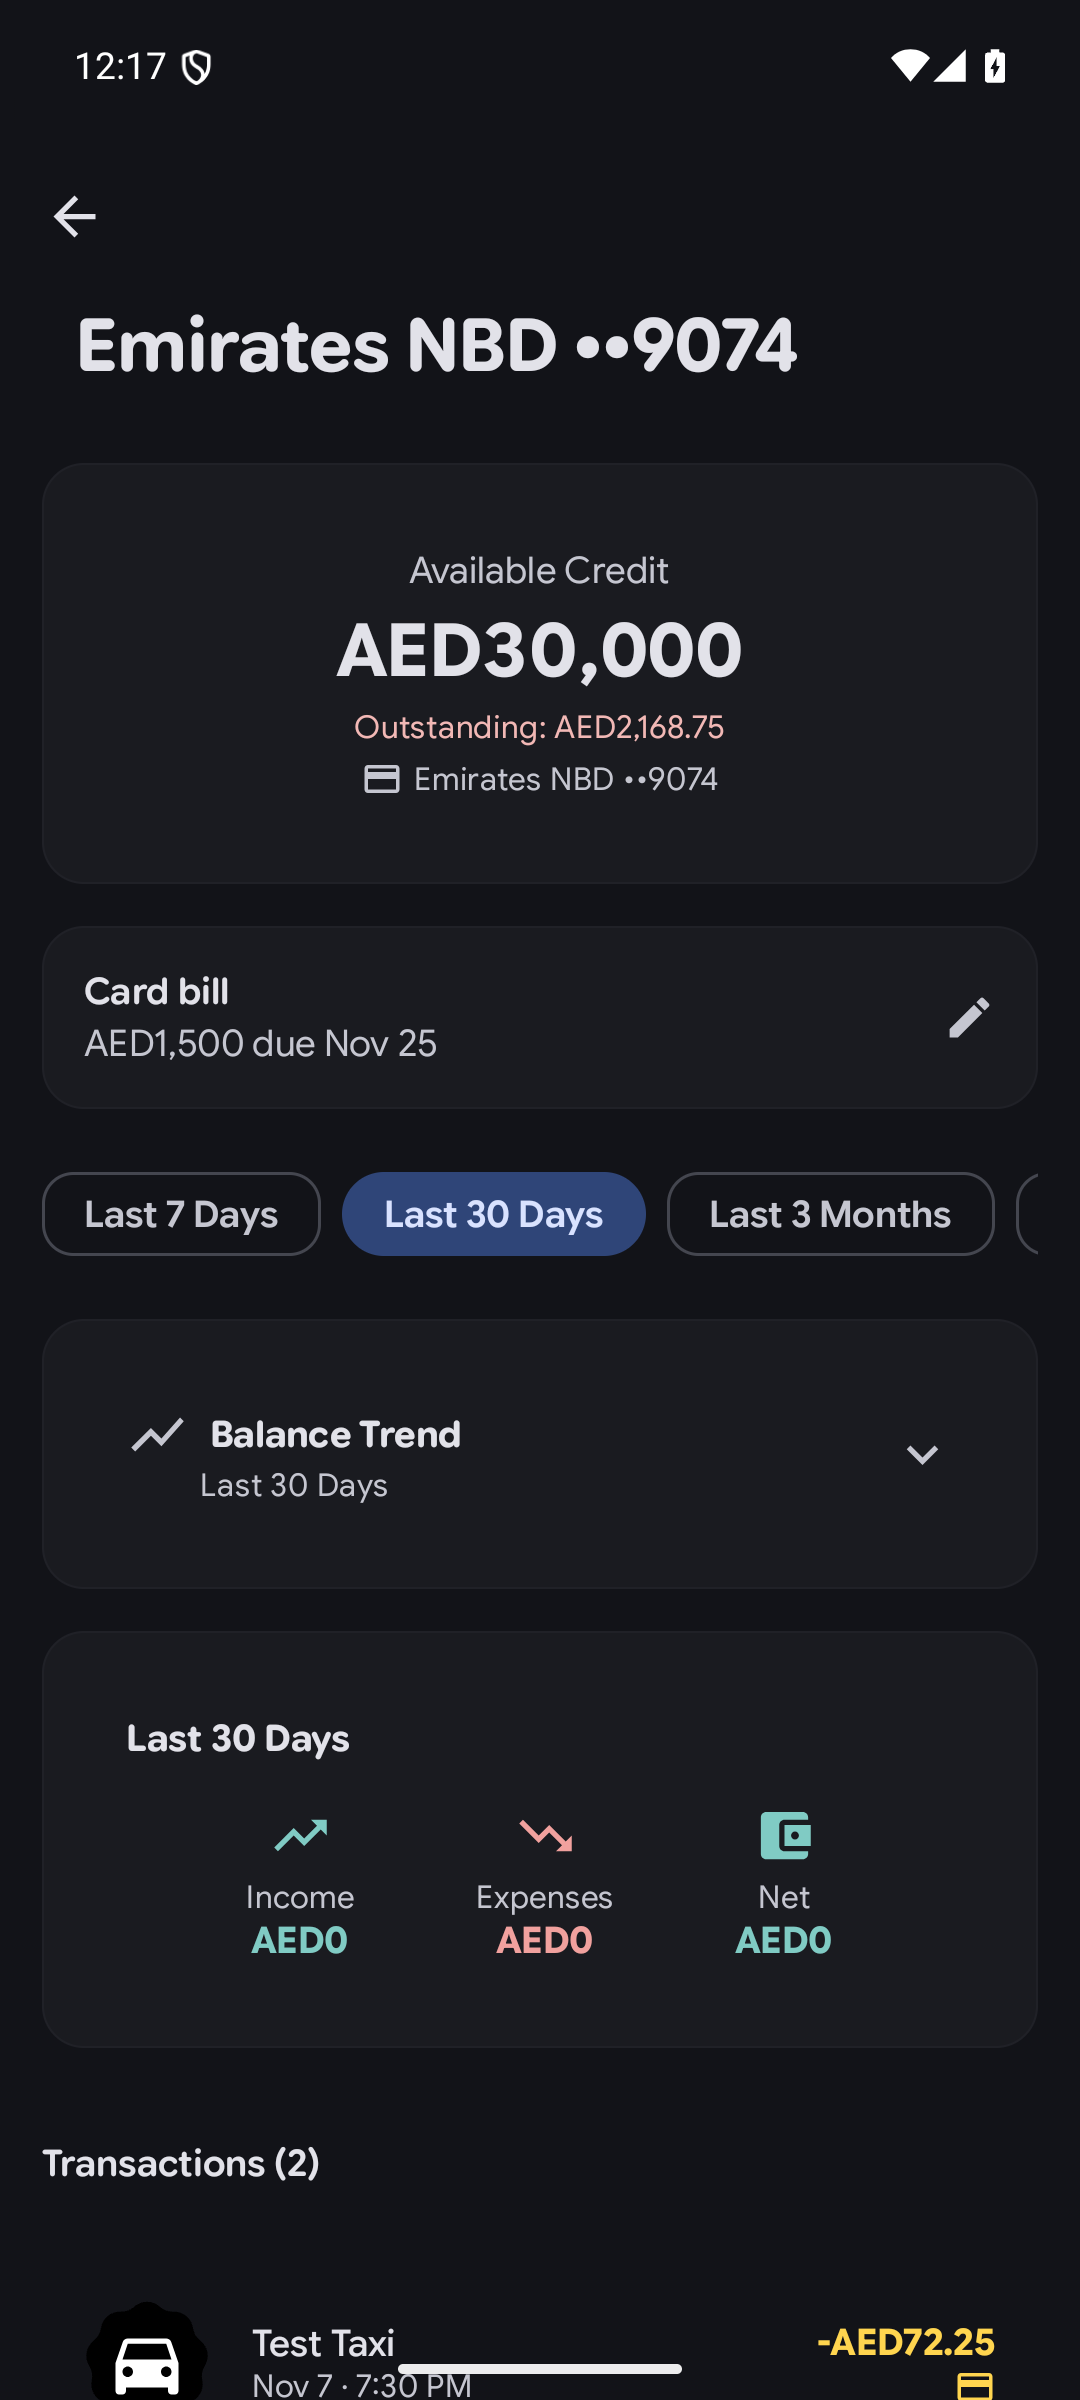 12:17
Emirates NBD ••9074
Available Credit
AED30,000
Outstanding: AED2,168.75
Emirates NBD ••9074
Card bill
AED1,500 due Nov 25
Last 7 Days
Last 30 Days
Last 3 Months
Balance Trend
Last 30 Days
Last 30 Days
Income
Expenses
Net
AED0
AED0
AED0
Transactions (2)
Test Taxi
-AED72.25
Nov 7 · 7:30 PM